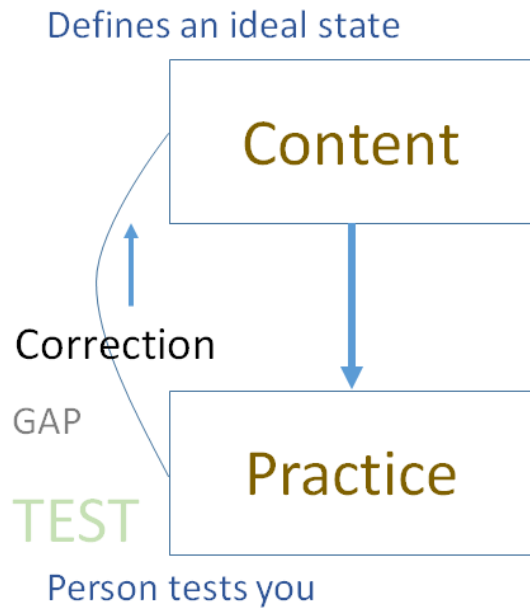 Defines an ideal state
Content
Correction
GAP
Practice
TEST
Person tests you